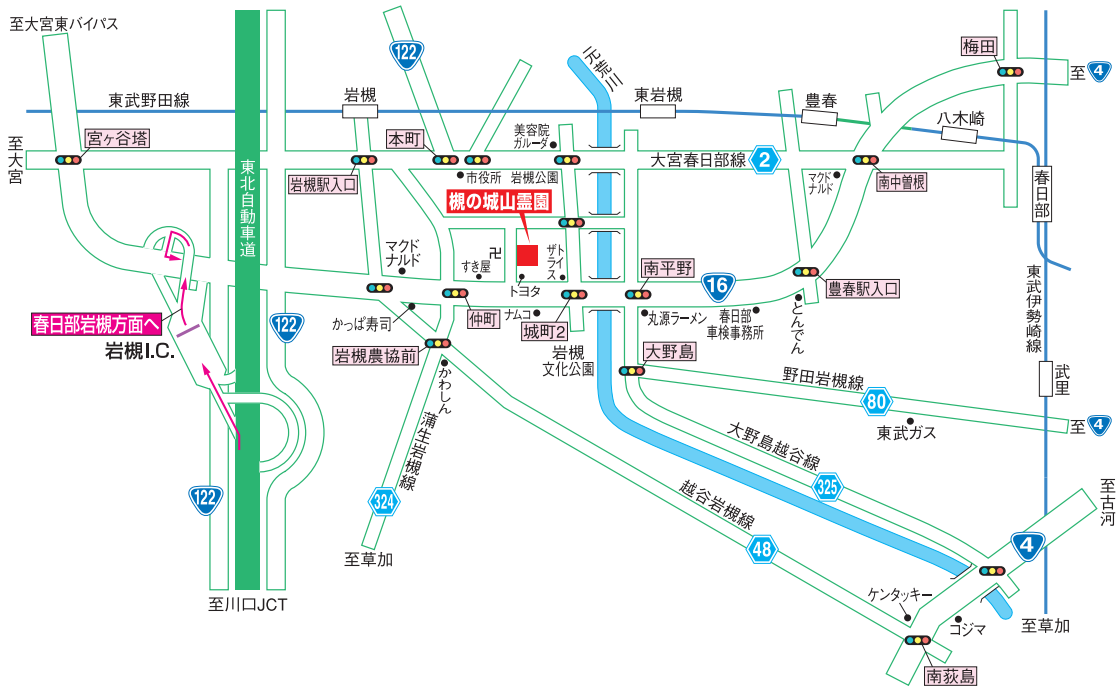 至大宮東バイパス
122
元荒川
梅田
至
4
東武野田線
岩槻
東岩槻
豊春
八木崎
至大宮
宮ヶ谷塔
本町
美容院
ガルーダ
大宮春日部線
2
岩槻駅入口
市役所
岩槻公園
マクド
ナルド
南中曽根
春日部
東北自動車道
槻の城山霊園
マクド
ナルド
卍
すき屋
ザトライス
トヨタ
南平野
16
豊春駅入口
東武伊勢崎線
春日部岩槻方面へ
岩槻I.C.
122
かっぱ寿司
仲町
ナムコ
城町2
丸源ラーメン
春日部
車検事務所
とんでん
岩槻農協前
岩槻
文化公園
大野島
かわしん
野田岩槻線
80
武里
蒲生岩槻線
東武ガス
至
4
大野島越谷線
122
324
越谷岩槻線
325
至古河
48
4
至草加
至川口JCT
ケンタッキー
コジマ
至草加
南荻島